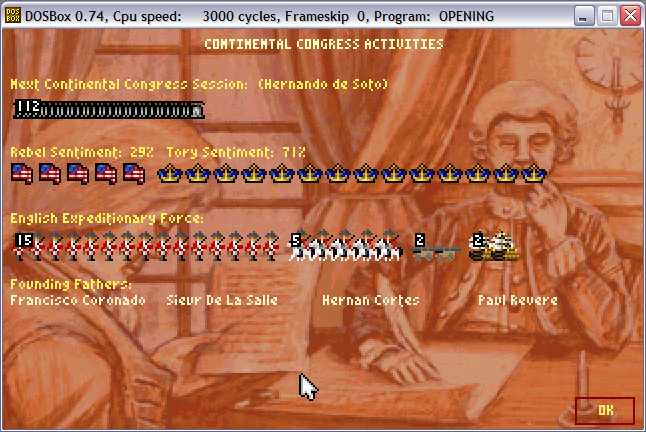 DOS BOX DOSBox 0.74, Cpu speed: 3000 cycles, Frameskip 0, Program: OPENING
CONTINENTAL CONGRESS ACTIVITIES
Next Continental Congress Session: (Hernando de Soto)
112
Rebel Sentiment: 29% Tory Sentiment: 71%
English Expeditionary Force:
15 5 2 2
Founding Fathers:
Francisco Coronado Sieur De La Salle Hernan Cortes Paul Revere
OK